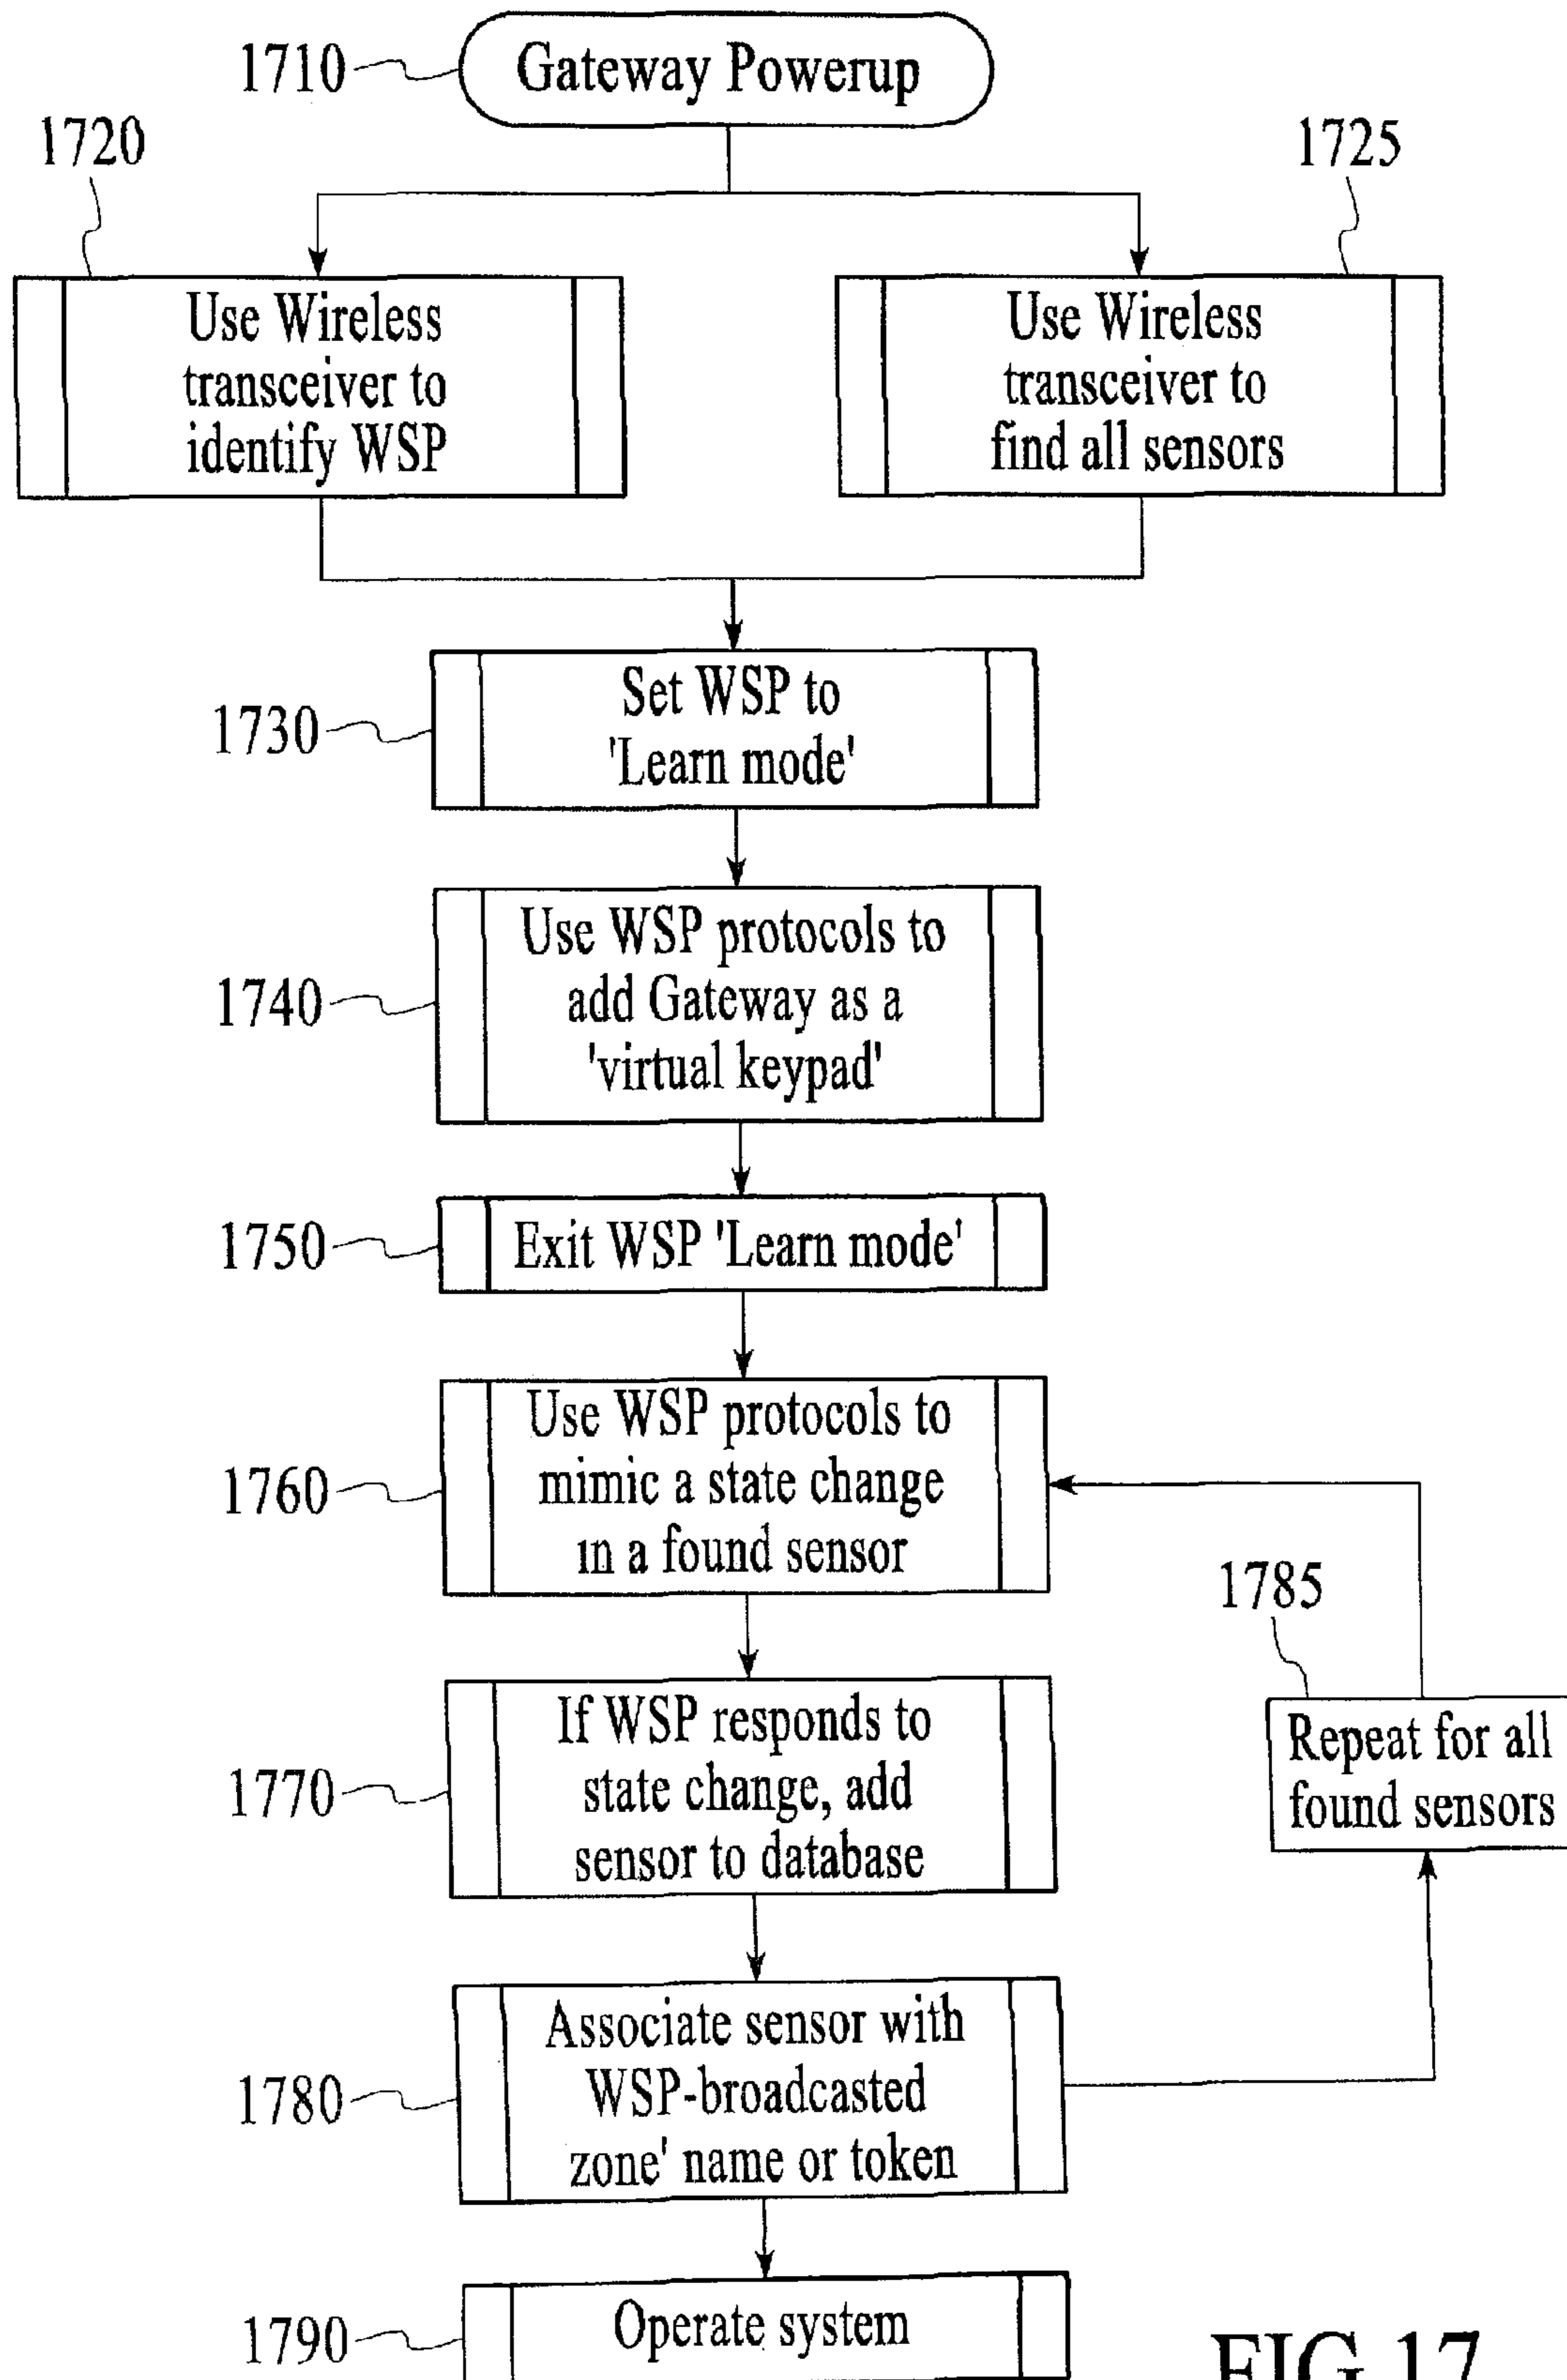 1710
Gateway Powerup
1720
1725
Use Wireless
transceiver to
identify WSP
Use Wireless
transceiver to
find all sensors
1730
Set WSP to
'Learn mode'
1740
Use WSP protocols to
add Gateway as a
'virtual keypad'
1750
Exit WSP 'Learn mode'
1760
Use WSP protocols to
mimic a state change
in a found sensor
1785
Repeat for all
found sensors
1770
If WSP responds to
state change, add
sensor to database
1780
Associate sensor with
WSP-broadcasted
zone' name or token
1790
Operate system
FIG.17